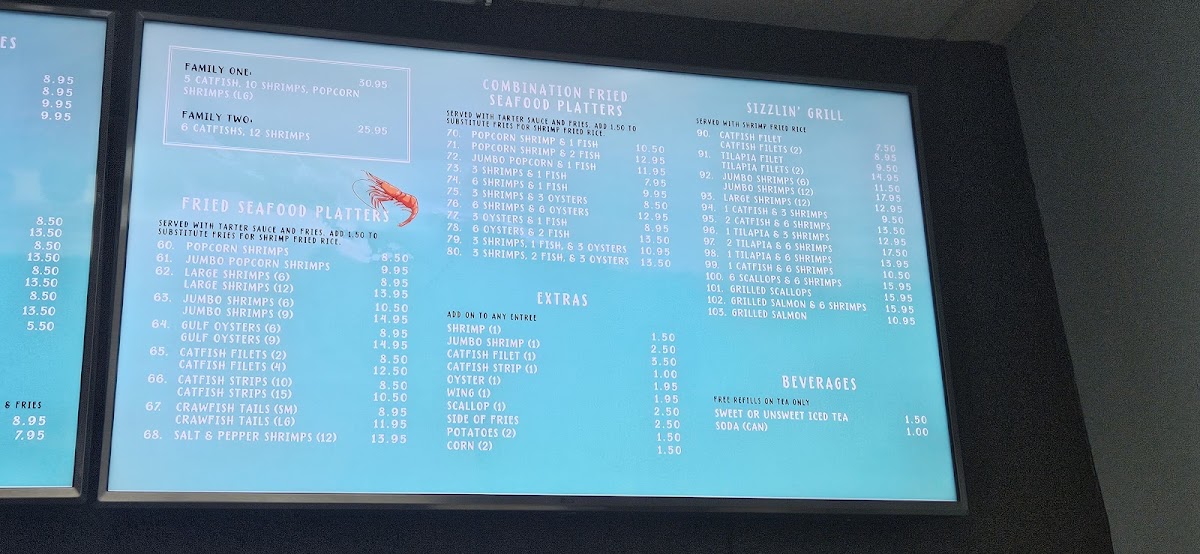 ES
8.95
8.95
9.95
9.95
8.50
13.50
8.50
13.50
8.50
13.50
8.50
13.50
5.50
& FRIES
8.95
7.95
FAMILY ONE:
5 CATFISH, 10 SHRIMPS, POPCORN 30.95
SHRIMPS (LG)
FAMILY TWO:
6 CATFISHS, 12 SHRIMPS 25.95
FRIED SEAFOOD PLATTERS
SERVED WITH TARTER SAUCE AND FRIES. ADD 1.50 TO
SUBSTITUTE FRIES FOR SHRIMP FRIED RICE.
60. POPCORN SHRIMPS 8.50
61. JUMBO POPCORN SHRIMPS 9.95
62. LARGE SHRIMPS (6) 8.95
LARGE SHRIMPS (12) 13.95
63. JUMBO SHRIMPS (6) 10.50
JUMBO SHRIMPS (9) 14.95
64. GULF OYSTERS (6) 8.95
GULF OYSTERS (9) 14.95
65. CATFISH FILETS (2) 8.50
CATFISH FILETS (4) 12.50
66. CATFISH STRIPS (10) 8.50
CATFISH STRIPS (15) 10.50
67. CRAWFISH TAILS (SM) 8.95
CRAWFISH TAILS (LG) 11.95
68. SALT & PEPPER SHRIMPS (12) 13.95
COMBINATION FRIED
SEAFOOD PLATTERS
SERVED WITH TARTER SAUCE AND FRIES. ADD 1.50 TO
SUBSTITUTE FRIES FOR SHRIMP FRIED RICE.
70. POPCORN SHRIMP & 1 FISH 10.50
71. POPCORN SHRIMP & 2 FISH 12.95
72. JUMBO POPCORN & 1 FISH 11.95
73. 3 SHRIMPS & 1 FISH 7.95
74. 6 SHRIMPS & 1 FISH 9.95
75. 3 SHRIMPS & 3 OYSTERS 8.50
76. 6 SHRIMPS & 6 OYSTERS 12.95
77. 3 OYSTERS & 1 FISH 8.95
78. 6 OYSTERS & 2 FISH 13.50
79. 3 SHRIMPS, 1 FISH, & 3 OYSTERS 10.95
80. 3 SHRIMPS, 2 FISH, & 3 OYSTERS 13.50
EXTRAS
ADD ON TO ANY ENTREE
SHRIMP (1) 1.50
JUMBO SHRIMP (1) 2.50
CATFISH FILET (1) 3.50
CATFISH STRIP (1) 1.00
OYSTER (1) 1.95
WING (1) 1.95
SCALLOP (1) 2.50
SIDE OF FRIES 2.50
POTATOES (2) 1.50
CORN (2) 1.50
SIZZLIN' GRILL
SERVED WITH SHRIMP FRIED RICE
90. CATFISH FILET 7.50
CATFISH FILETS (2) 8.95
91. TILAPIA FILET 9.50
TILAPIA FILETS (2) 14.95
92. JUMBO SHRIMPS (6) 11.50
JUMBO SHRIMPS (12) 17.95
93. LARGE SHRIMPS (12) 12.95
94. 1 CATFISH & 3 SHRIMPS 9.50
95. 2 CATFISH & 6 SHRIMPS 13.50
96. 1 TILAPIA & 3 SHRIMPS 12.95
97. 2 TILAPIA & 6 SHRIMPS 17.50
98. 1 TILAPIA & 6 SHRIMPS 13.95
99. 1 CATFISH & 6 SHRIMPS 10.50
100. 6 SCALLOPS & 6 SHRIMPS 15.95
101. GRILLED SCALLOPS 15.95
102. GRILLED SALMON & 6 SHRIMPS 15.95
103. GRILLED SALMON 10.95
BEVERAGES
FREE REFILLS ON TEA ONLY
SWEET OR UNSWEET ICED TEA 1.50
SODA (CAN) 1.00